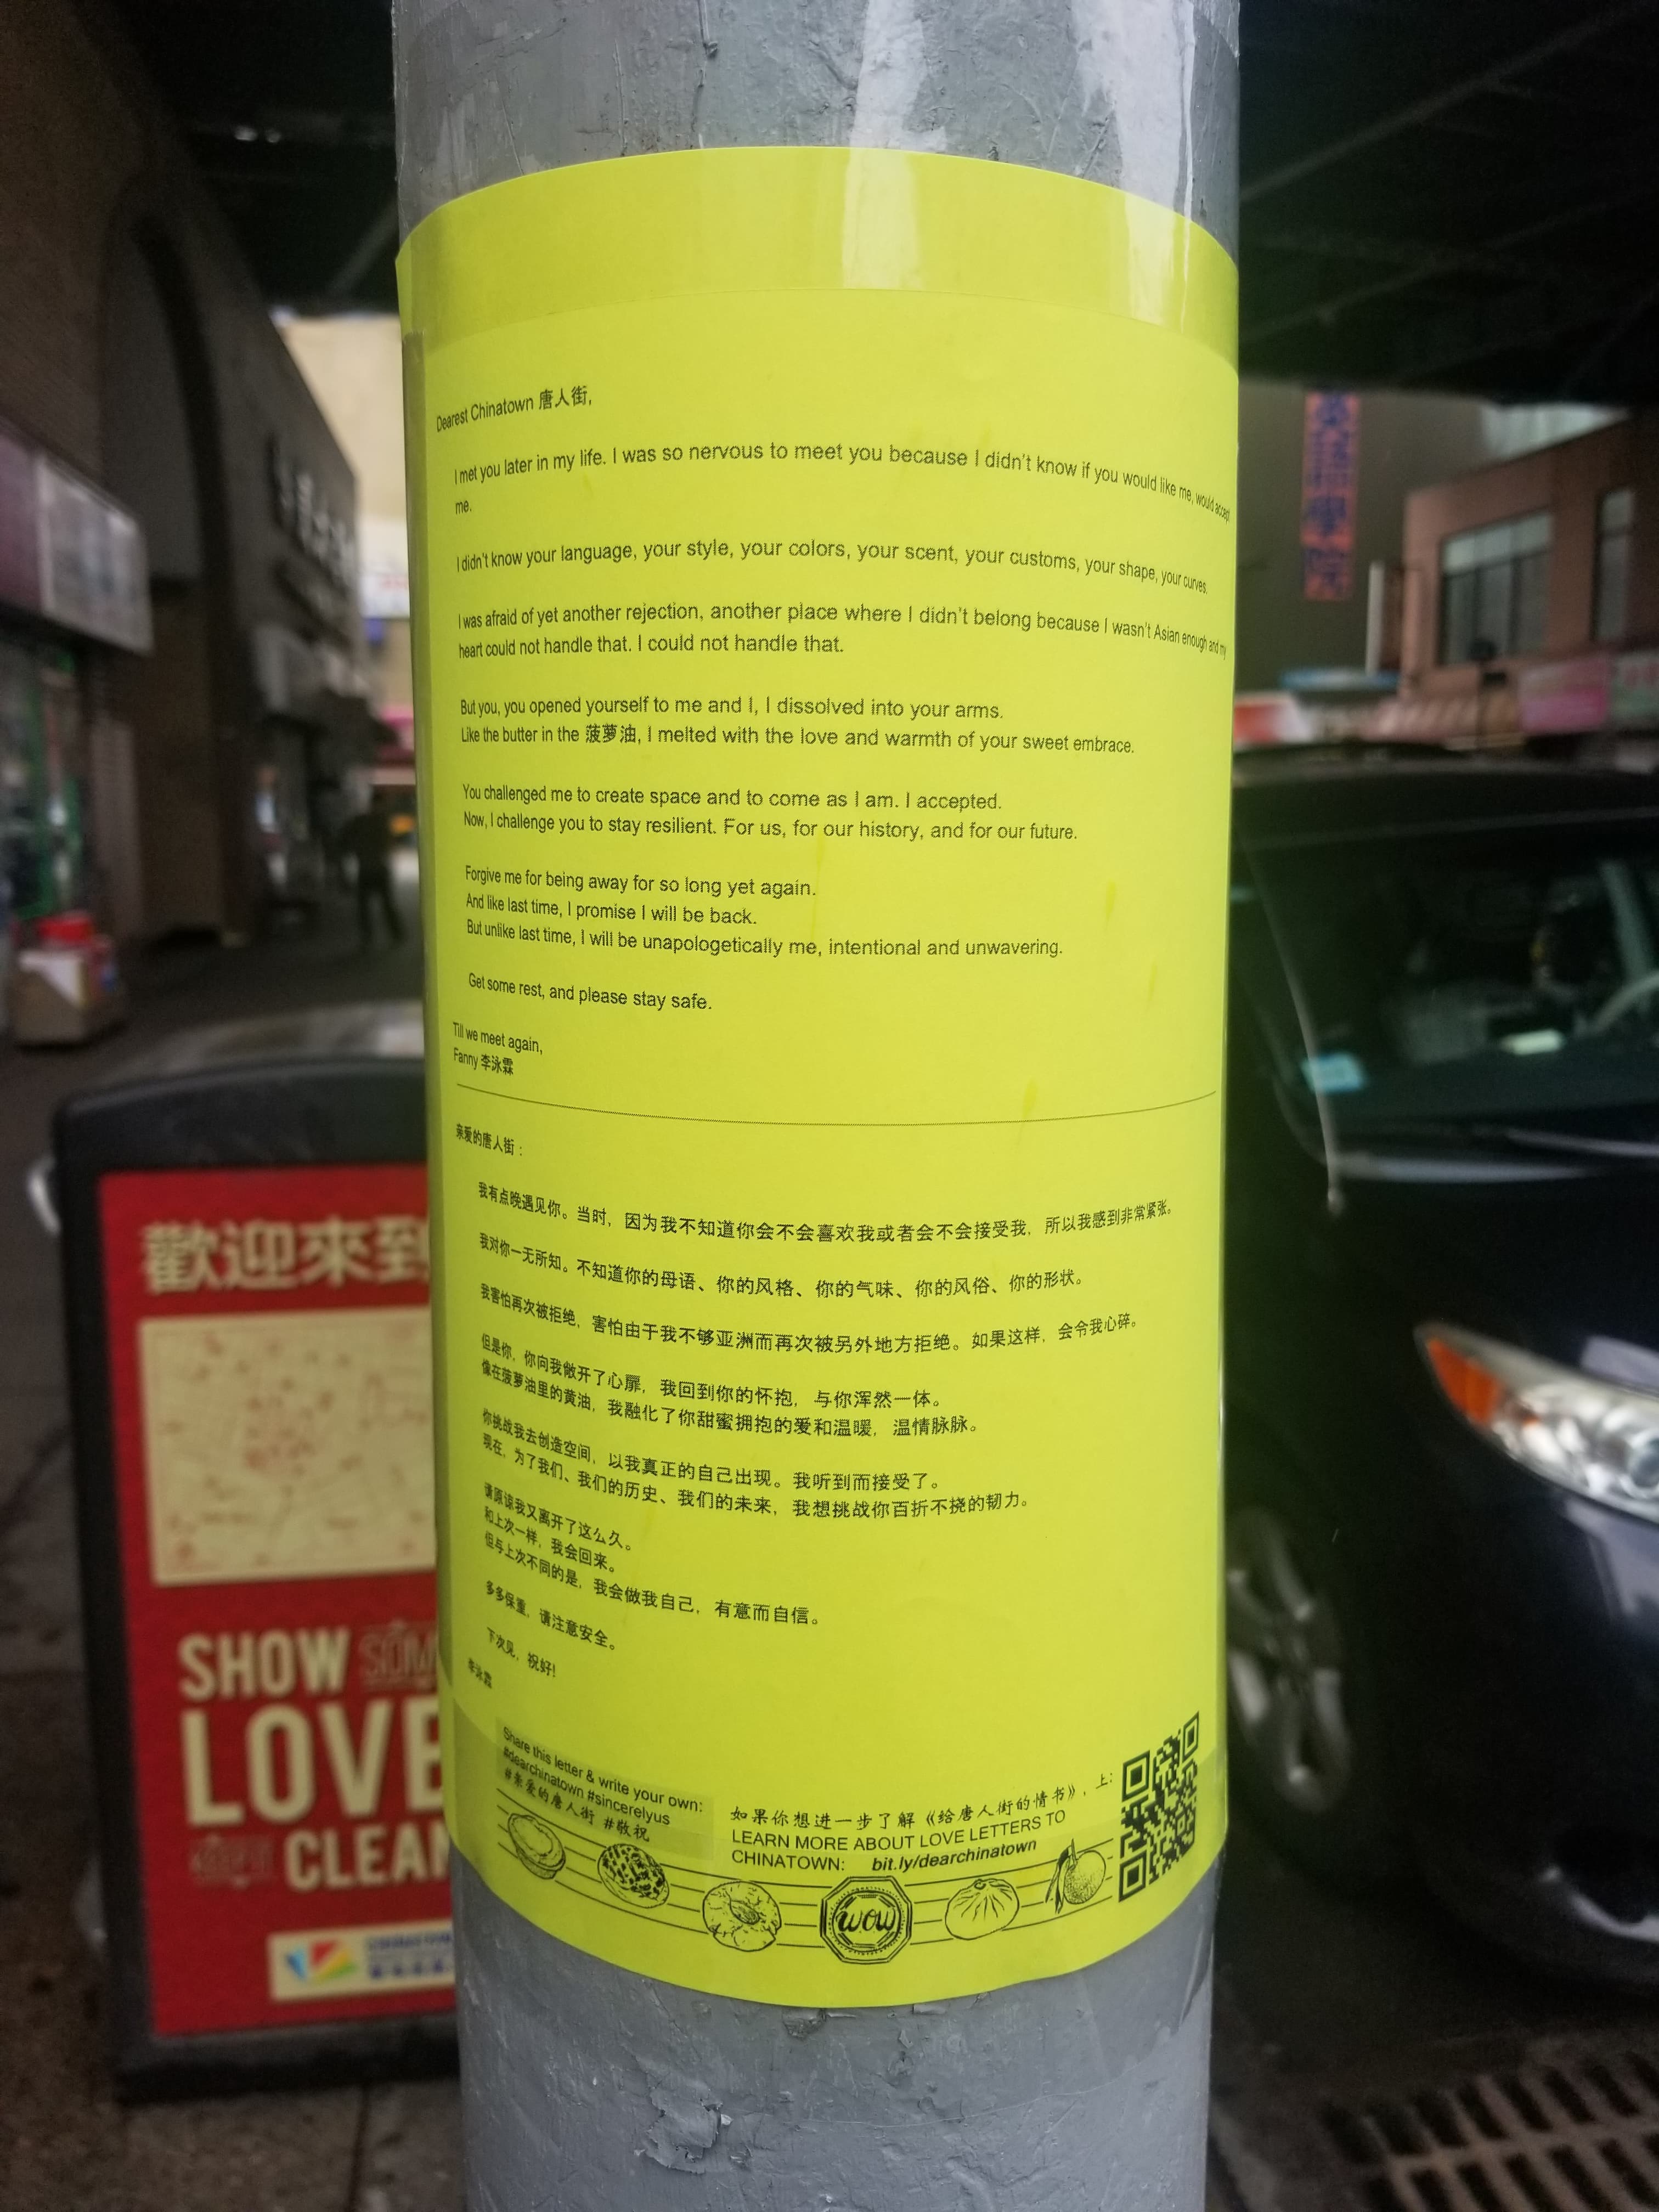 Dearest Chinatown 唐人街,
I met you later in my life. I was so nervous to meet you because I didn't know if you would like me, would accept
me.
I didn't know your language, your style, your colors, your scent, your customs, your shape, your curves.
I was afraid of yet another rejection, another place where I didn't belong because I wasn't Asian enough and my
heart could not handle that. I could not handle that.
But you, you opened yourself to me and I, I dissolved into your arms.
Like the butter in the 菠萝油, I melted with the love and warmth of your sweet embrace.
You challenged me to create space and to come as I am. I accepted.
Now, I challenge you to stay resilient. For us, for our history, and for our future.
Forgive me for being away for so long yet again.
And like last time, I promise I will be back.
But unlike last time, I will be unapologetically me, intentional and unwavering.
Get some rest, and please stay safe.
Till we meet again,
Fanny 李泳霖
亲爱的唐人街：
我有点晚遇见你。当时，因为我不知道你会不会喜欢我或者会不会接受我，所以我感到非常紧张。
我对你一无所知。不知道你的母语、你的风格、你的气味、你的风俗、你的形状。
我害怕再次被拒绝，害怕由于我不够亚洲而再次被另外地方拒绝。如果这样，会令我心碎。
但是你，你向我敞开了心扉，我回到你的怀抱，与你浑然一体。
像在菠萝油里的黄油，我融化了你甜蜜拥抱的爱和温暖，温情脉脉。
你挑战我去创造空间，以我真正的自己出现。我听到而接受了。
现在，为了我们、我们的历史、我们的未来，我想挑战你百折不挠的韧力。
请原谅我又离开了这么久。
和上次一样，我会回来。
但与上次不同的是，我会做我自己，有意而自信。
多多保重，请注意安全。
下次见，祝好!
李泳霖
Share this letter & write your own:
#dearchinatown #sincerelyus
#亲爱的唐人街 #敬祝
如果你想进一步了解《给唐人街的情书》，上:
LEARN MORE ABOUT LOVE LETTERS TO
CHINATOWN: bit.ly/dearchinatown
WOW
歡迎來到
SHOW SOME
LOVE
KEEP CLEAN
英語學院